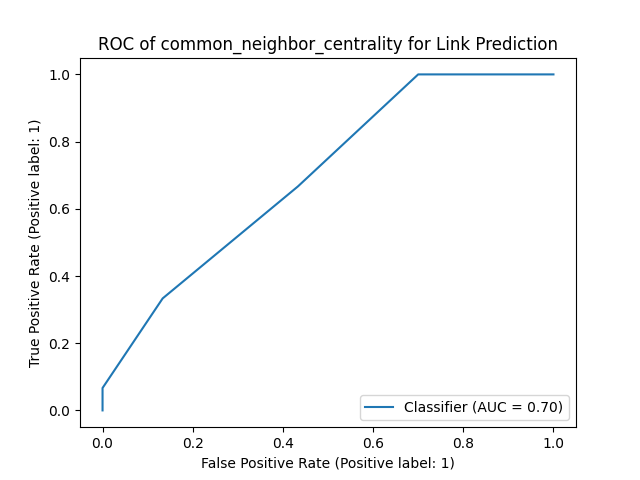 ROC of common_neighbor_centrality for Link Prediction
True Positive Rate (Positive label: 1)
1.0
0.8
0.6
0.4
0.2
0.0
Classifier (AUC = 0.70)
0.0 0.2 0.4 0.6 0.8 1.0
False Positive Rate (Positive label: 1)